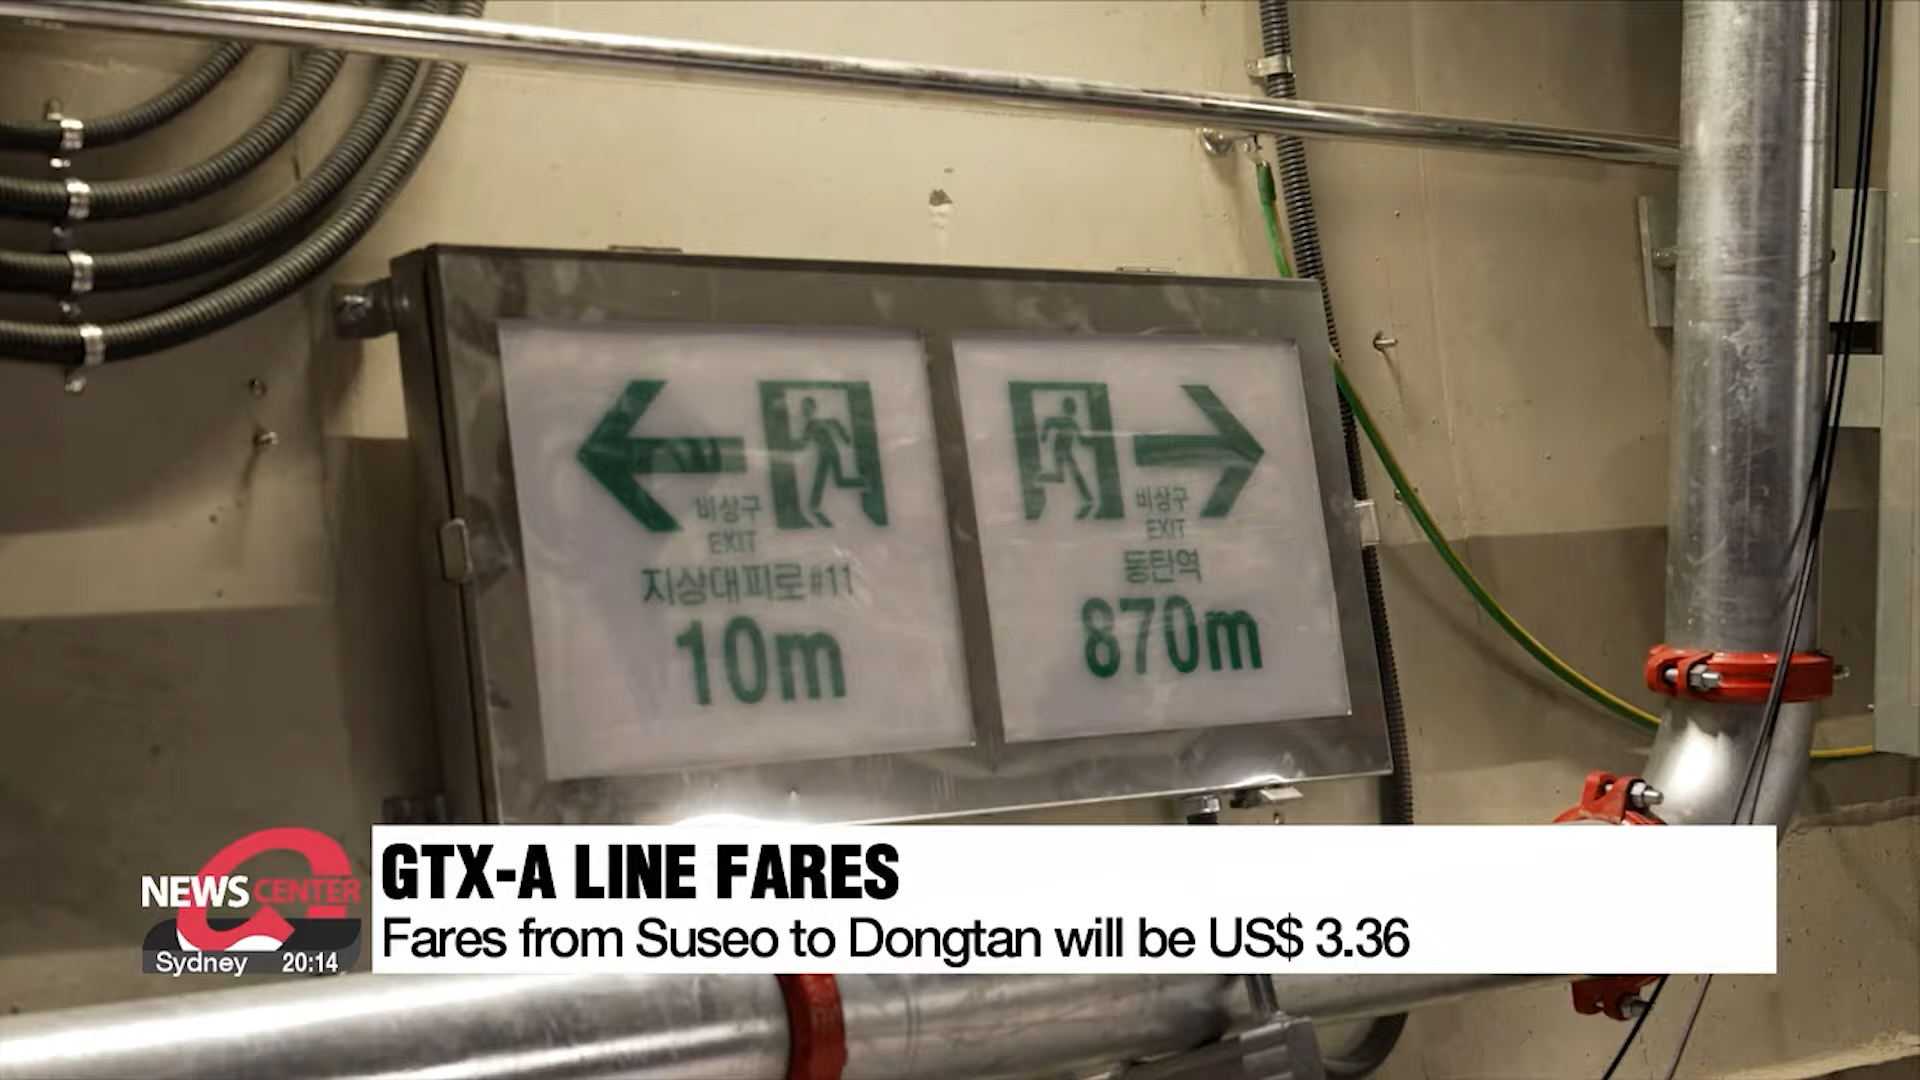 비상구
EXIT
지상대피로#11
10m
비상구
EXIT
동탄역
870m
NEWS CENTER
Sydney 20:14
GTX-A LINE FARES
Fares from Suseo to Dongtan will be US$ 3.36